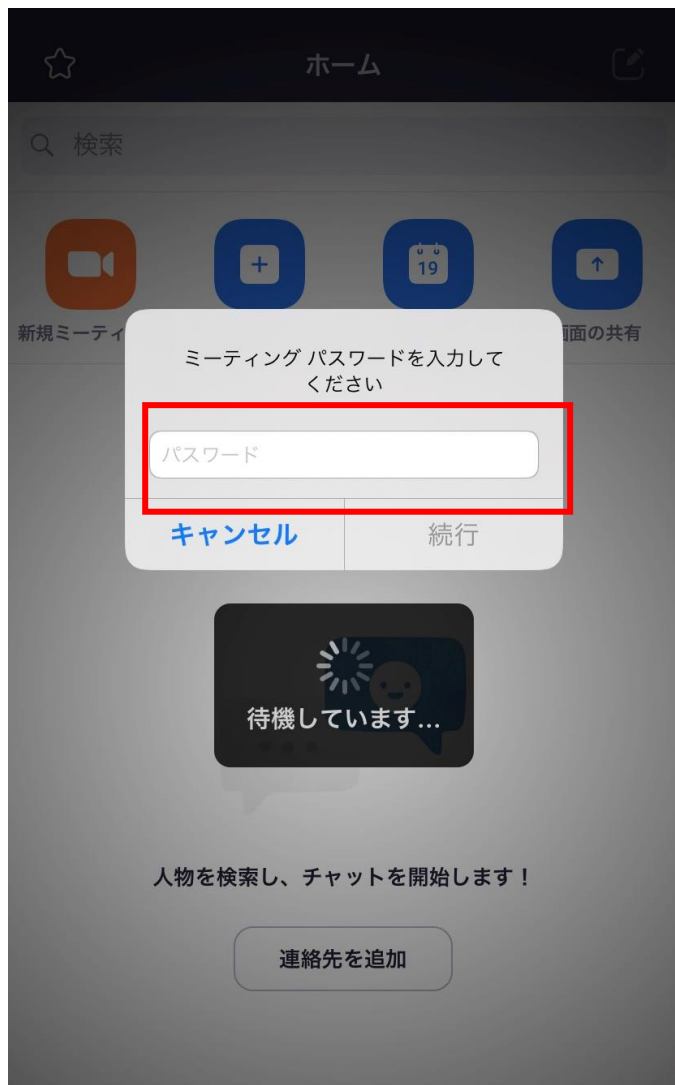 ホーム
検索
19
新規ミーティ
面の共有
ミーティング パスワードを入力して
ください
パスワード
キャンセル
続行
待機しています...
人物を検索し、チャットを開始します！
連絡先を追加